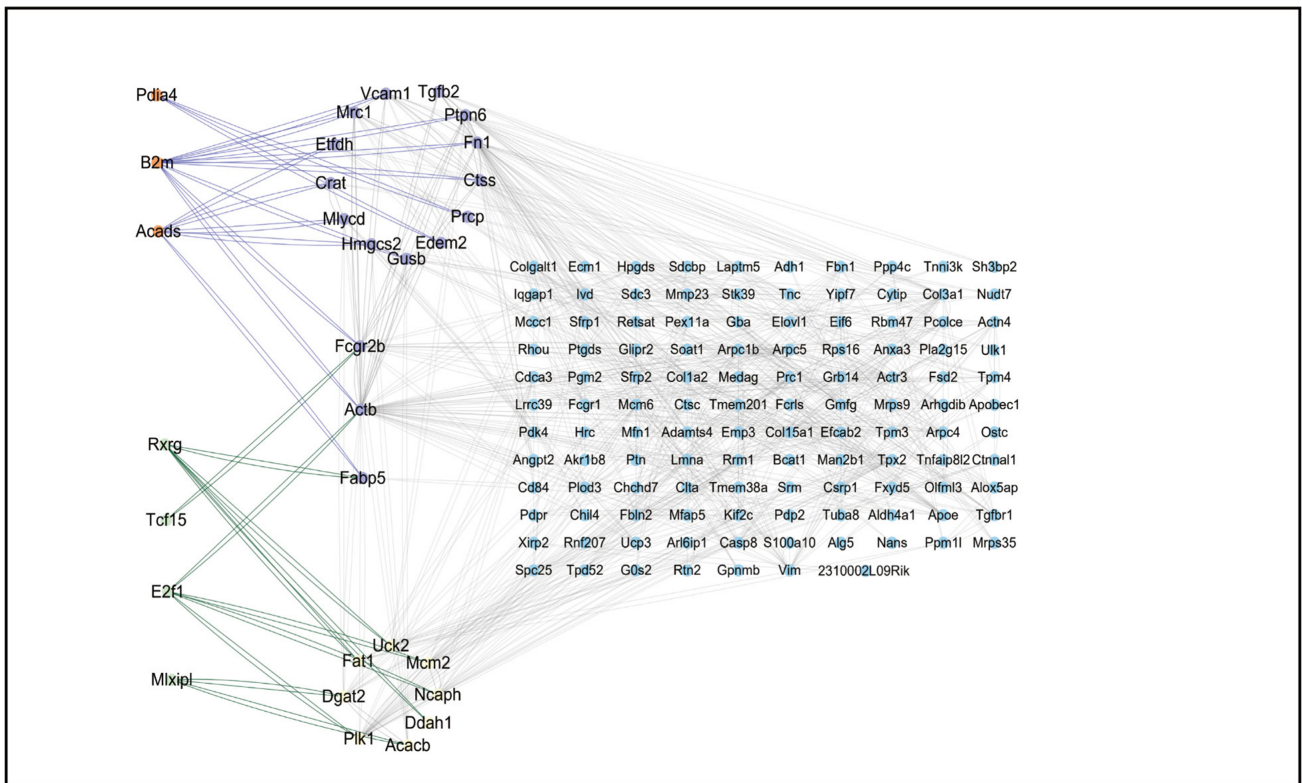 Pdia4
B2m
Acads
Vcam1
Tgfb2
Mrc1
Ptpn6
Etfdh
Fn1
Crat
Ctss
Mlycd
Prcp
Hmgcs2
Edem2
Gusb
Fcgr2b
Actb
Fabp5
Rxrg
Tcf15
E2f1
Mlxipl
Uck2
Fat1
Mcm2
Dgat2
Ncaph
Ddah1
Plk1
Acacb
Colgalt1 Ecm1 Hpgds Sdcbp Laptm5 Adh1 Fbn1 Ppp4c Tnni3k Sh3bp2
Iqgap1 Ivd Sdc3 Mmp23 Stk39 Tnc Yipf7 Cytip Col3a1 Nudt7
Mccc1 Sfrp1 Retsat Pex11a Gba Elovl1 Eif6 Rbm47 Pcolce Actn4
Rhou Ptgds Glipr2 Soat1 Arpc1b Arpc5 Rps16 Anxa3 Pla2g15 Ulk1
Cdca3 Pgm2 Sfrp2 Col1a2 Medag Prc1 Grb14 Actr3 Fsd2 Tpm4
Lrrc39 Fcgr1 Mcm6 Ctsc Tmem201 Fcrls Gmfg Mrps9 Arhgdib Apobec1
Pdk4 Hrc Mfn1 Adamts4 Emp3 Col15a1 Efcab2 Tpm3 Arpc4 Ostc
Angpt2 Akr1b8 Ptn Lmna Rrm1 Bcat1 Man2b1 Tpx2 Tnfaip8l2 Ctnnal1
Cd84 Plod3 Chchd7 Clta Tmem38a Srm Csrp1 Fxyd5 Olfml3 Alox5ap
Pdpr Chil4 Fbln2 Mfap5 Kif2c Pdp2 Tuba8 Aldh4a1 Apoe Tgfbr1
Xirp2 Rnf207 Ucp3 Arl6ip1 Casp8 S100a10 Alg5 Nans Ppm1l Mrps35
Spc25 Tpd52 G0s2 Rtn2 Gpnmb Vim 2310002L09Rik